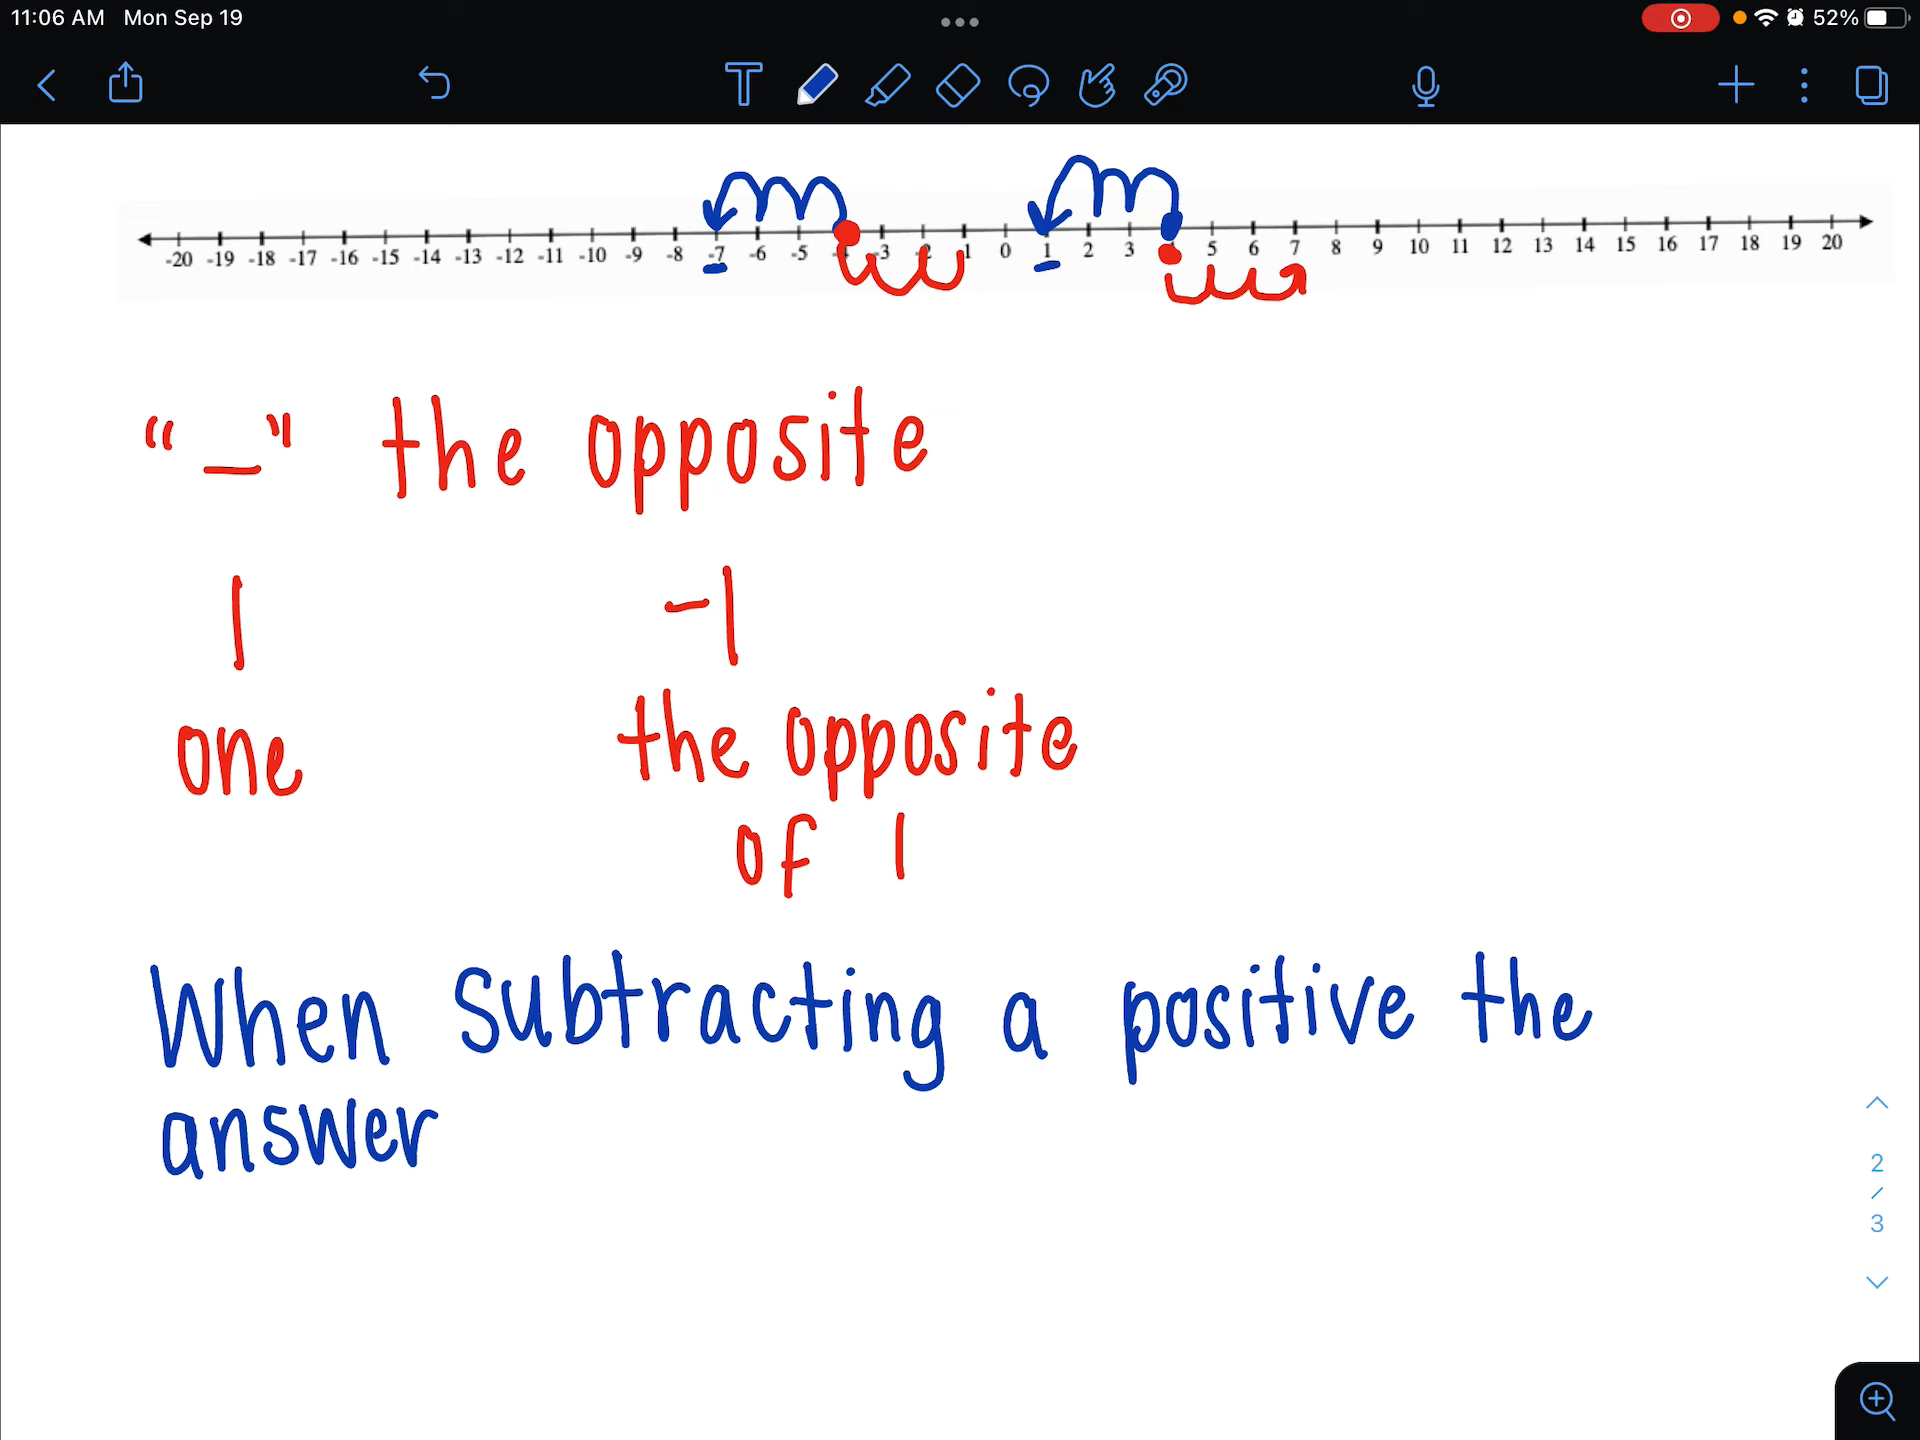 11:06 AM Mon Sep 19
52%
-20 -19 -18 -17 -16 -15 -14 -13 -12 -11 -10 -9 -8 -7 -6 -5 -3 -2 0 1 2 3 5 6 7 8 9 10 11 12 13 14 15 16 17 18 19 20
“_” the opposite
1 -1
one the opposite
of 1
When subtracting a positive the
answer
2
/
3